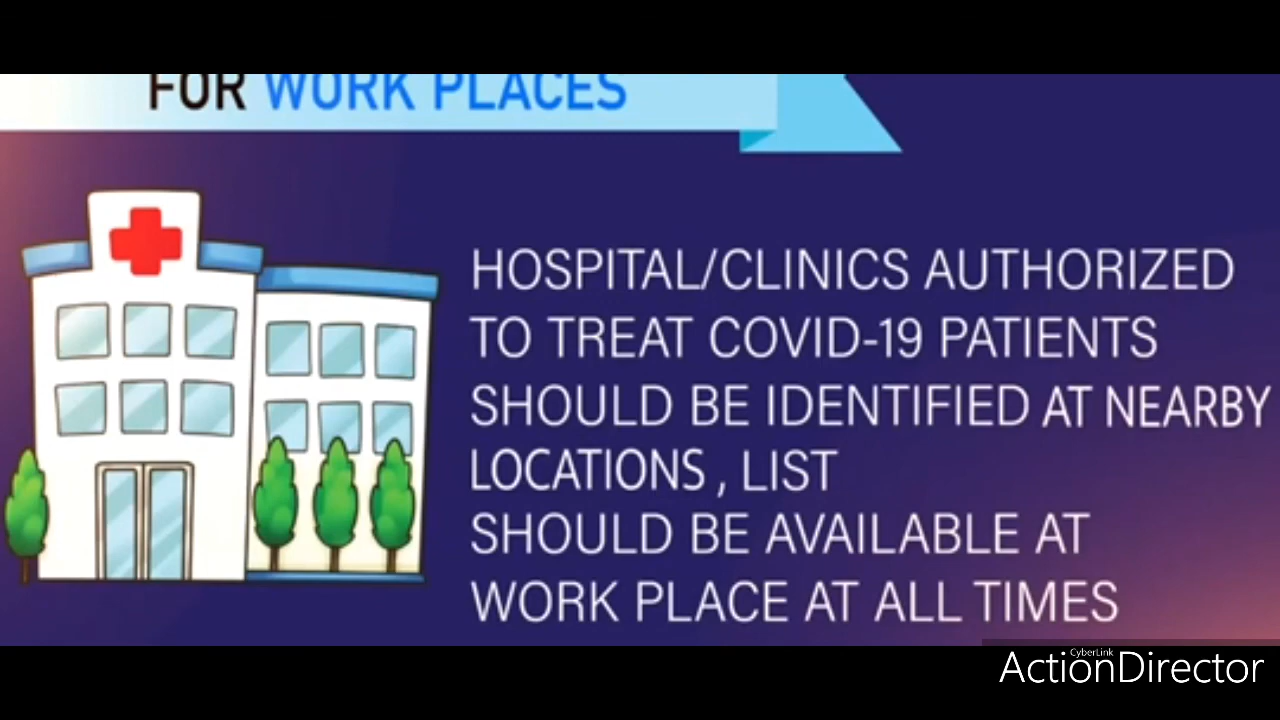 FOR WORK PLACES
HOSPITAL/CLINICS AUTHORIZED
TO TREAT COVID-19 PATIENTS
SHOULD BE IDENTIFIED AT NEARBY
LOCATIONS , LIST
SHOULD BE AVAILABLE AT
WORK PLACE AT ALL TIMES
CyberLink
ActionDirector